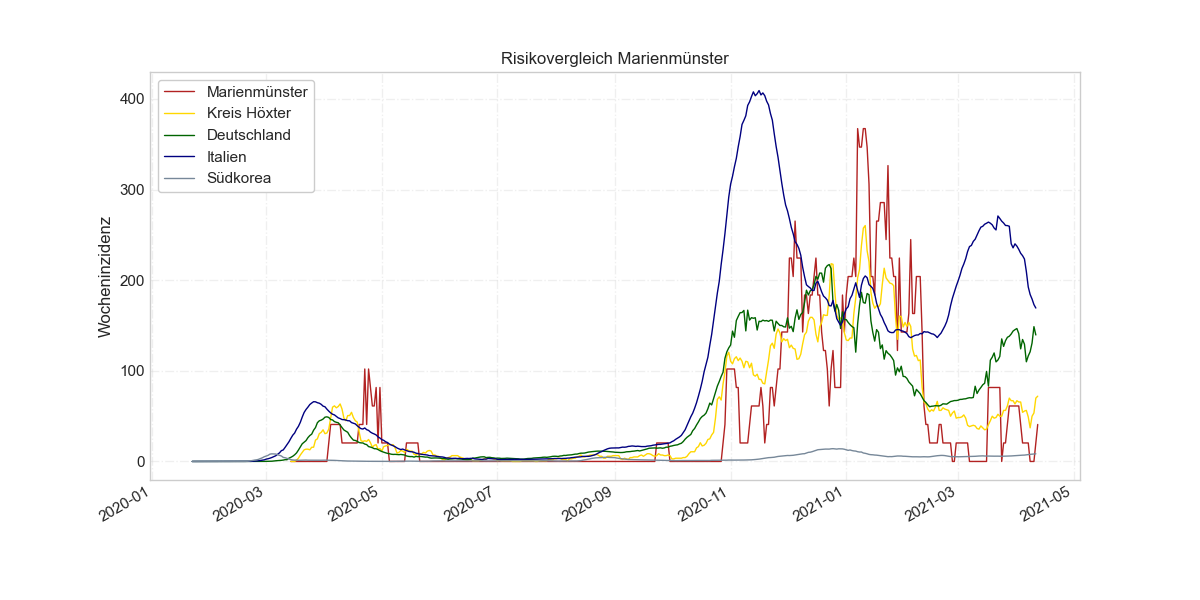 Risikovergleich Marienmünster
Marienmünster
Kreis Höxter
Deutschland
Italien
Südkorea
Wocheninzidenz
400
300
200
100
0
2020-01
2020-03
2020-05
2020-07
2020-09
2020-11
2021-01
2021-03
2021-05